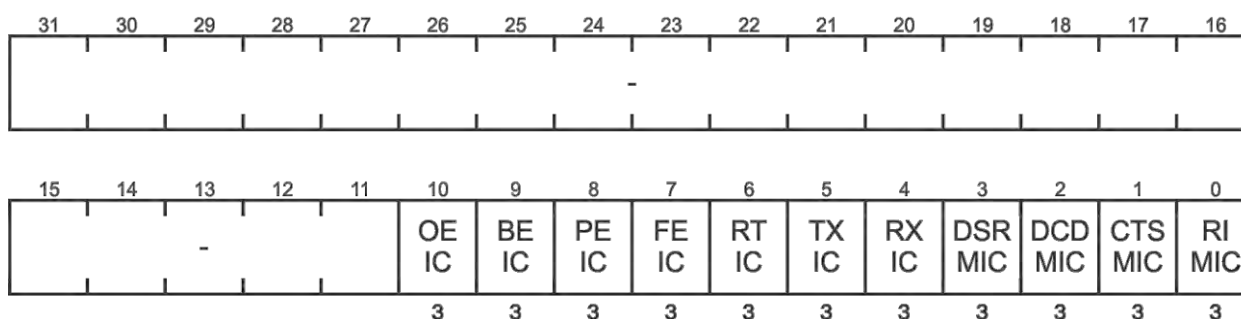 31 30 29 28 27 26 25 24 23 22 21 20 19 18 17 16
-
15 14 13 12 11 10 9 8 7 6 5 4 3 2 1 0
- OE BE PE FE RT TX RX DSR DCD CTS RI
IC IC IC IC IC IC IC MIC MIC MIC MIC
3 3 3 3 3 3 3 3 3 3 3